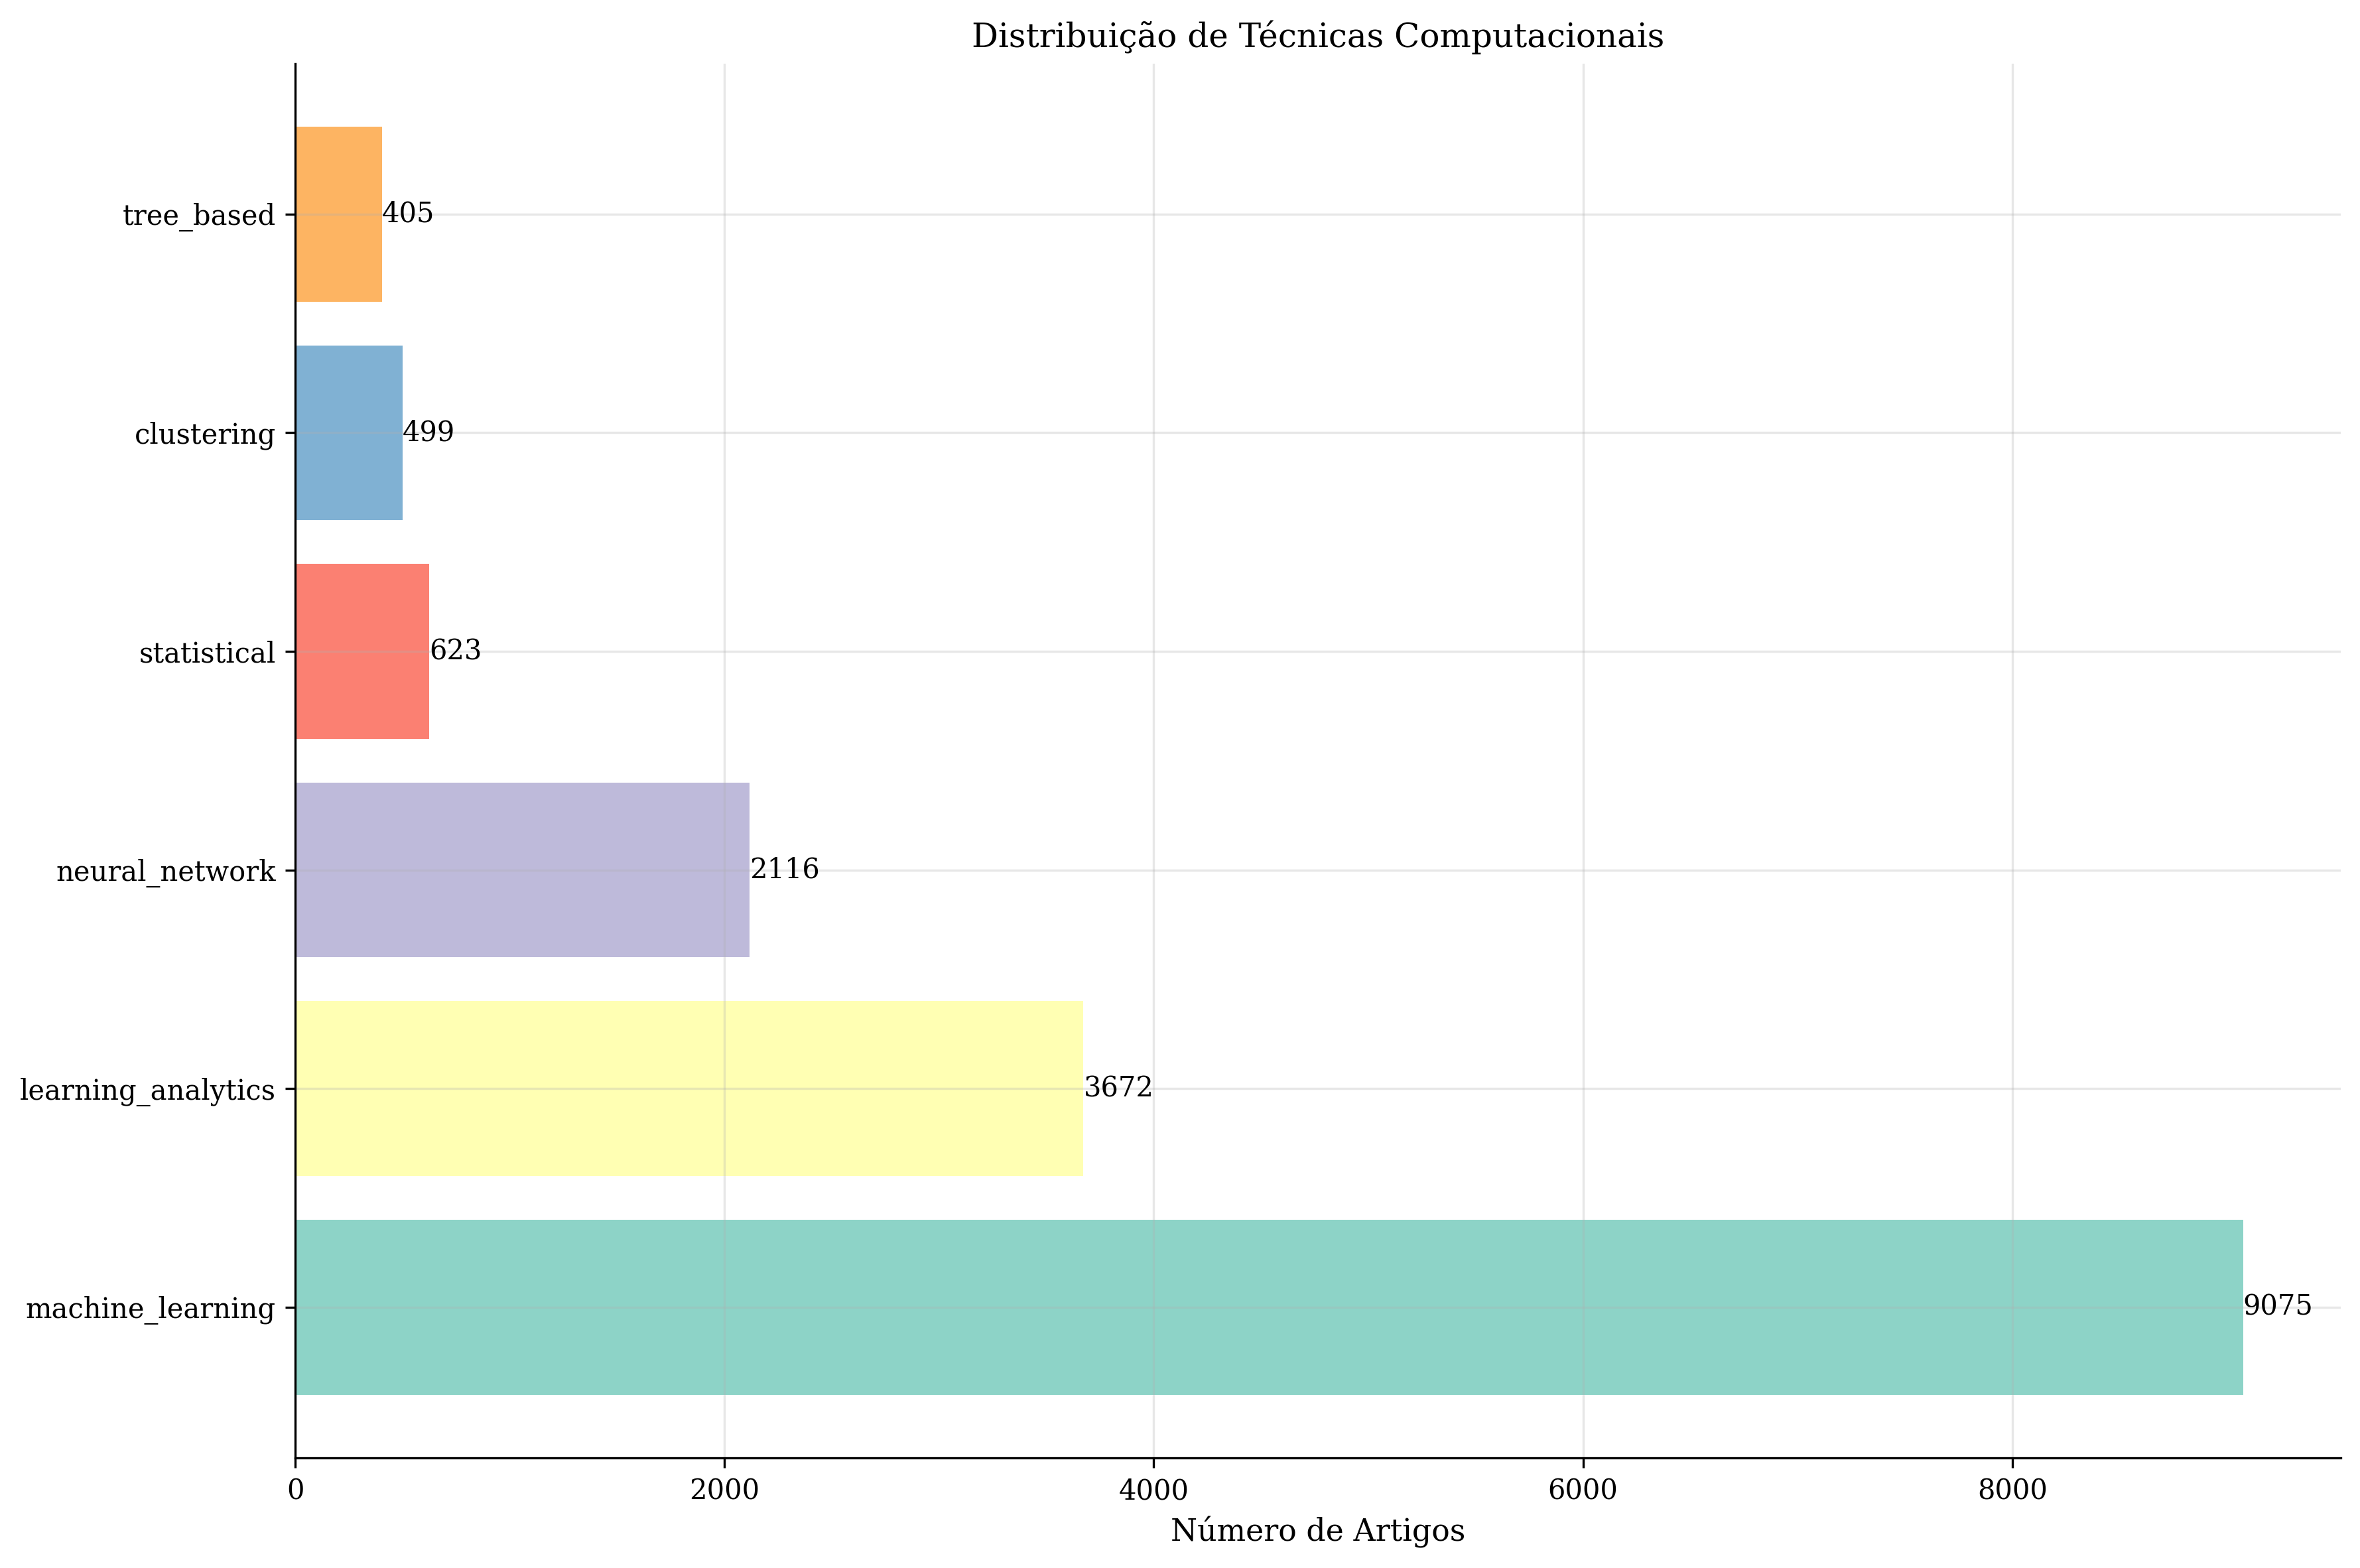 Distribuição de Técnicas Computacionais
tree_based
405
clustering
499
statistical
623
neural_network
2116
learning_analytics
3672
machine_learning
9075
0 2000 4000 6000 8000
Número de Artigos